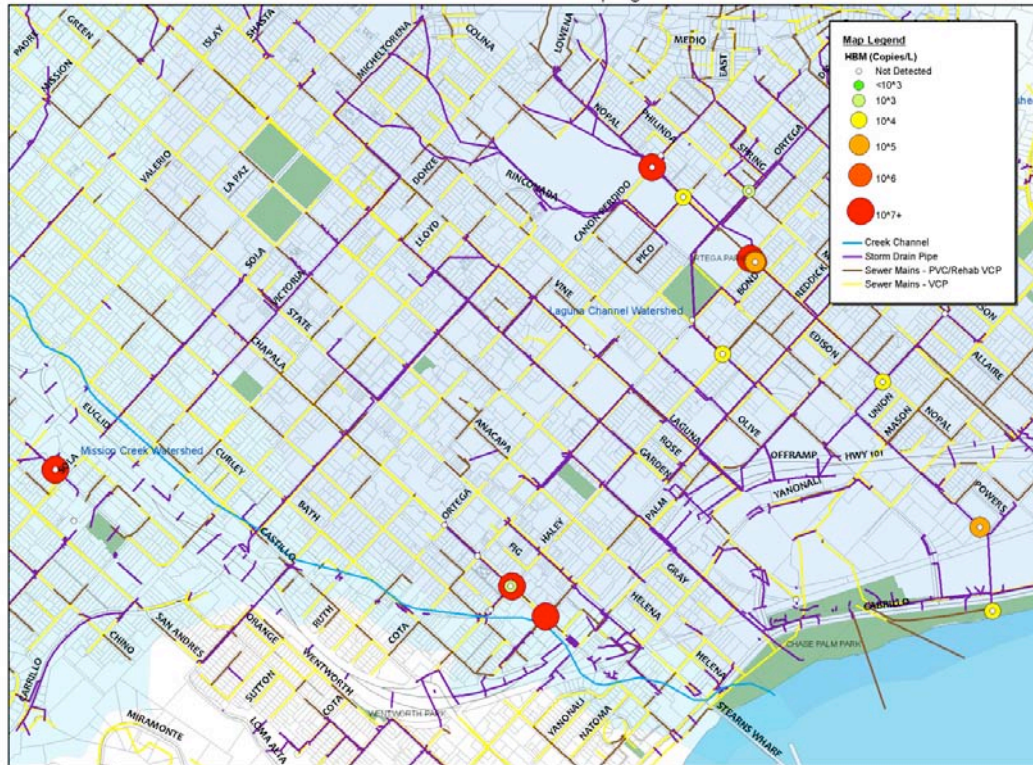 PADRE
GREEN
ISLAY
SHASTA
MICHELTORENA
COLINA
LOWENA
MEDIO
EAST
MISSION
NOPAL
PHILINDA
SPRING
ORTEGA
VALERIO
LA PAZ
DONZE
RINCONADA
CANON PERDIDO
LLOYD
PICO
SOLA
VICTORIA
STATE
VINE
ORTEGA PARK
BOND
REDDICK
Laguna Channel Watershed
CHAPALA
EDISON
ALLAIRE
EUCLID
UNION
MASON
NOPAL
Mission Creek Watershed
SOLA
CURLEY
ANACAPA
LAGUNA
ROSE
OLIVE
GARDEN
OFFRAMP
HWY 101
YANONALI
PALM
BATH
ORTEGA
HALEY
FIG
POWERS
CASTILLO
GRAY
HELENA
CABRILLO
CHASE PALM PARK
RUTH
COTA
ORANGE
SAN ANDRES
CHINO
WENTWORTH
SUTTON
COTA
HELENA
CARRILLO
WENTWORTH PARK
YANONALI
NATOMA
STEARNS WHARF
MIRAMONTE
LOMA ALTA
Map Legend
HBM (Copies/L)
Not Detected
<10^3
10^3
10^4
10^5
10^6
10^7+
Creek Channel
Storm Drain Pipe
Sewer Mains - PVC/Rehab VCP
Sewer Mains - VCP